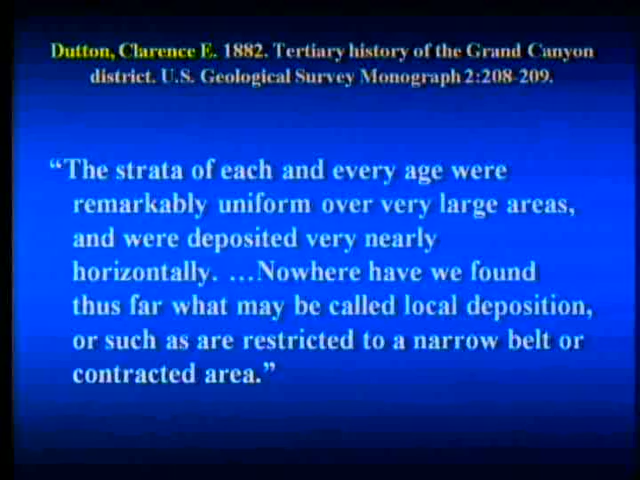 Dutton, Clarence E. 1882. Tertiary history of the Grand Canyon
district. U.S. Geological Survey Monograph 2:208-209.
“The strata of each and every age were
remarkably uniform over very large areas,
and were deposited very nearly
horizontally. …Nowhere have we found
thus far what may be called local deposition,
or such as are restricted to a narrow belt or
contracted area.”